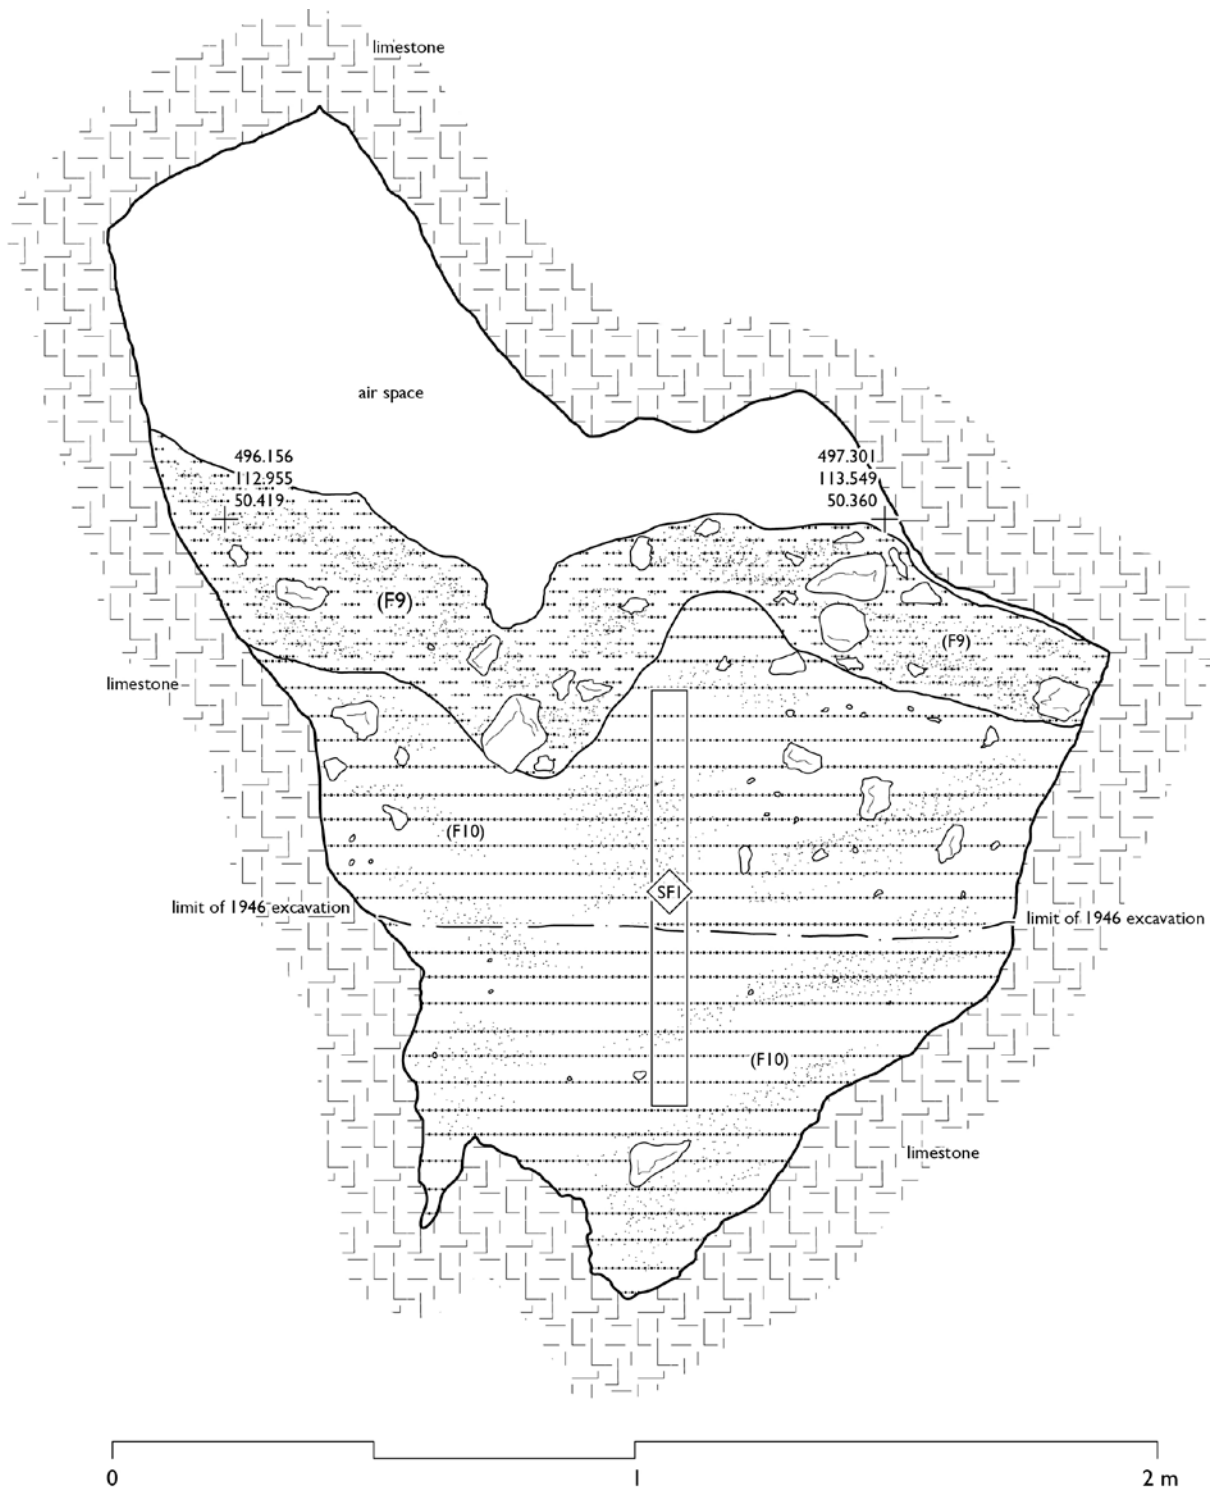 limestone
air space
496.156
112.955
50.419
497.301
113.549
50.360
(F9)
(F9)
limestone
(F10)
SF1
limit of 1946 excavation
limit of 1946 excavation
(F10)
limestone
0
1
2 m